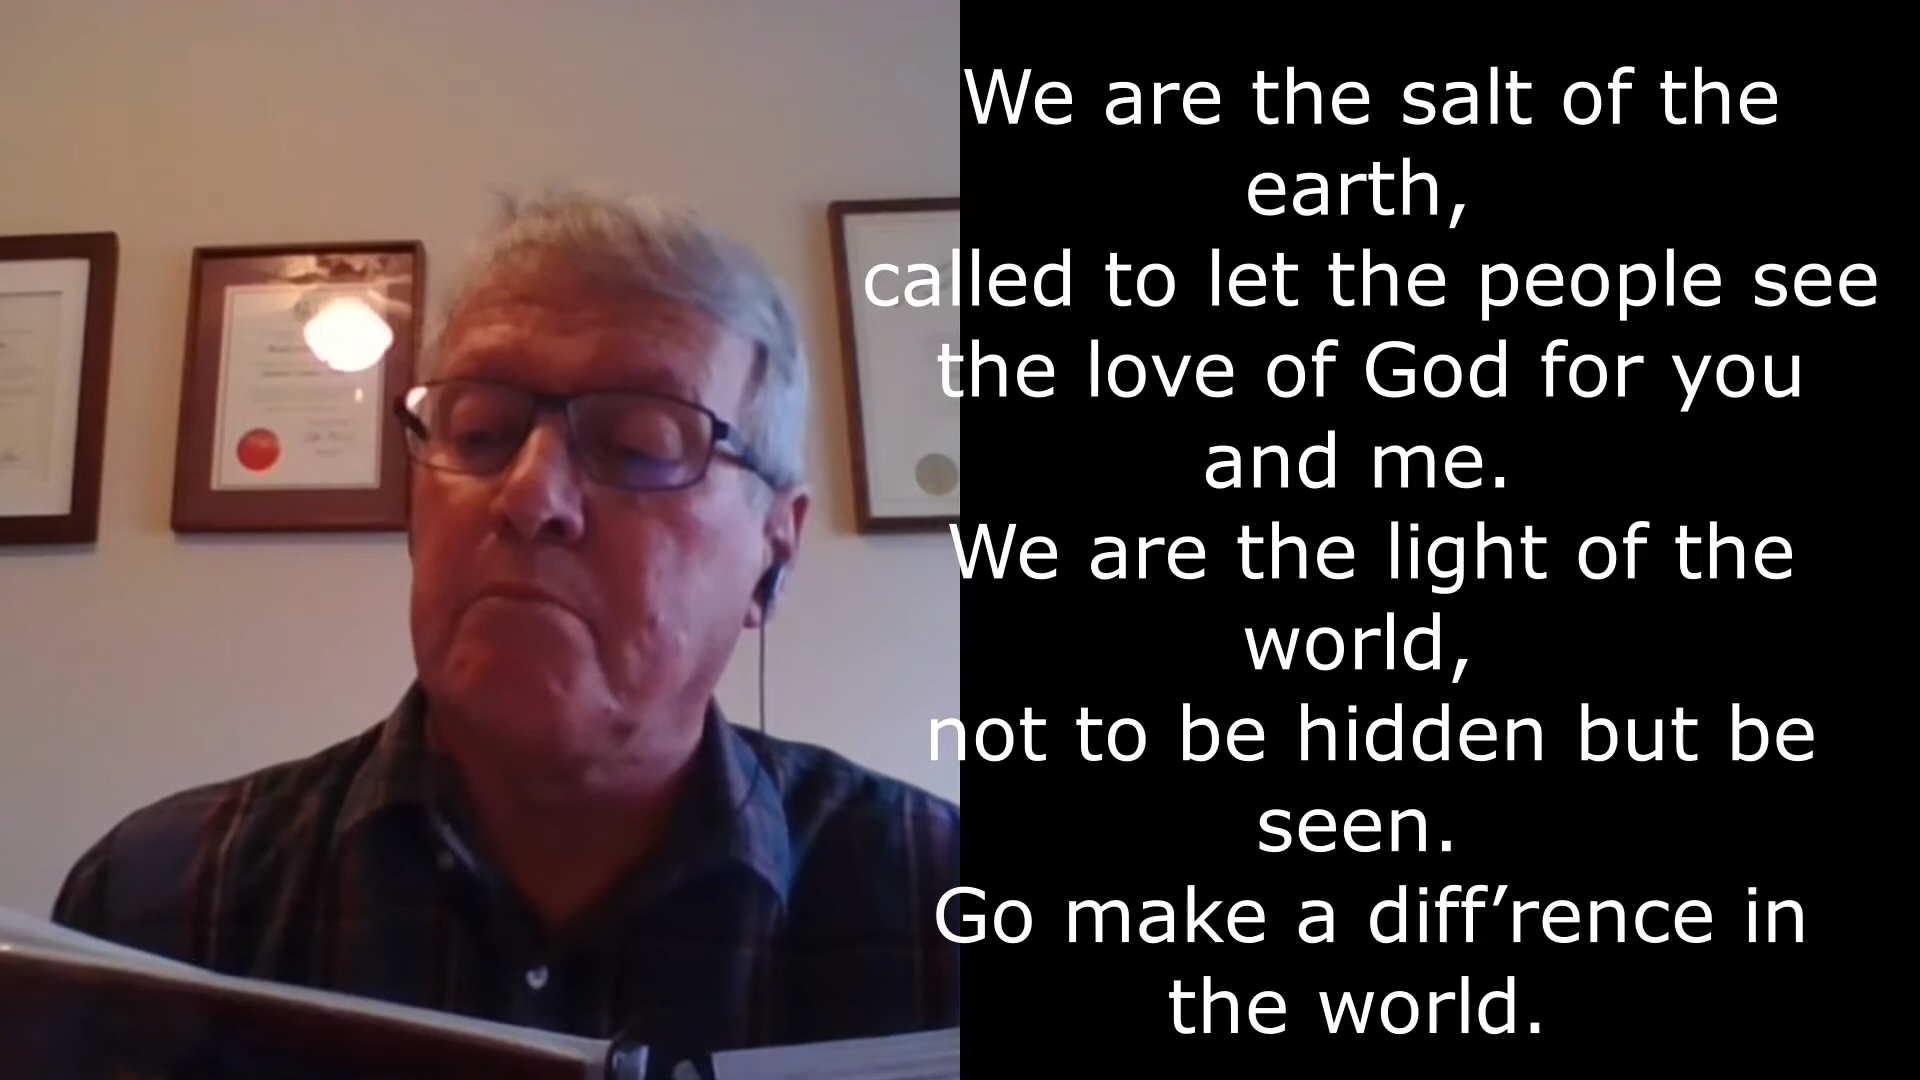 We are the salt of the
earth,
called to let the people see
the love of God for you
and me.
We are the light of the
world,
not to be hidden but be
seen.
Go make a diff’rence in
the world.